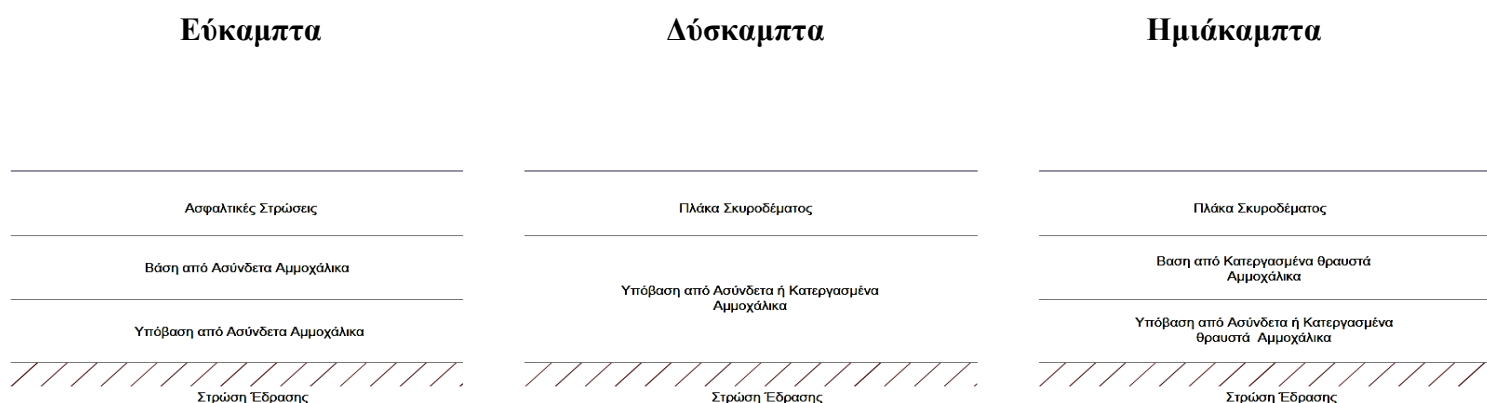 Εύκαμπτα
Δύσκαμπτα
Ημιάκαμπτα
Ασφαλτικές Στρώσεις
Βάση από Ασύνδετα Αμμοχάλικα
Υπόβαση από Ασύνδετα Αμμοχάλικα
Στρώση Έδρασης
Πλάκα Σκυροδέματος
Υπόβαση από Ασύνδετα ή Κατεργασμένα
Αμμοχάλικα
Στρώση Έδρασης
Πλάκα Σκυροδέματος
Βαση από Κατεργασμένα θραυστά
Αμμοχάλικα
Υπόβαση από Ασύνδετα ή Κατεργασμένα
θραυστά Αμμοχάλικα
Στρώση Έδρασης